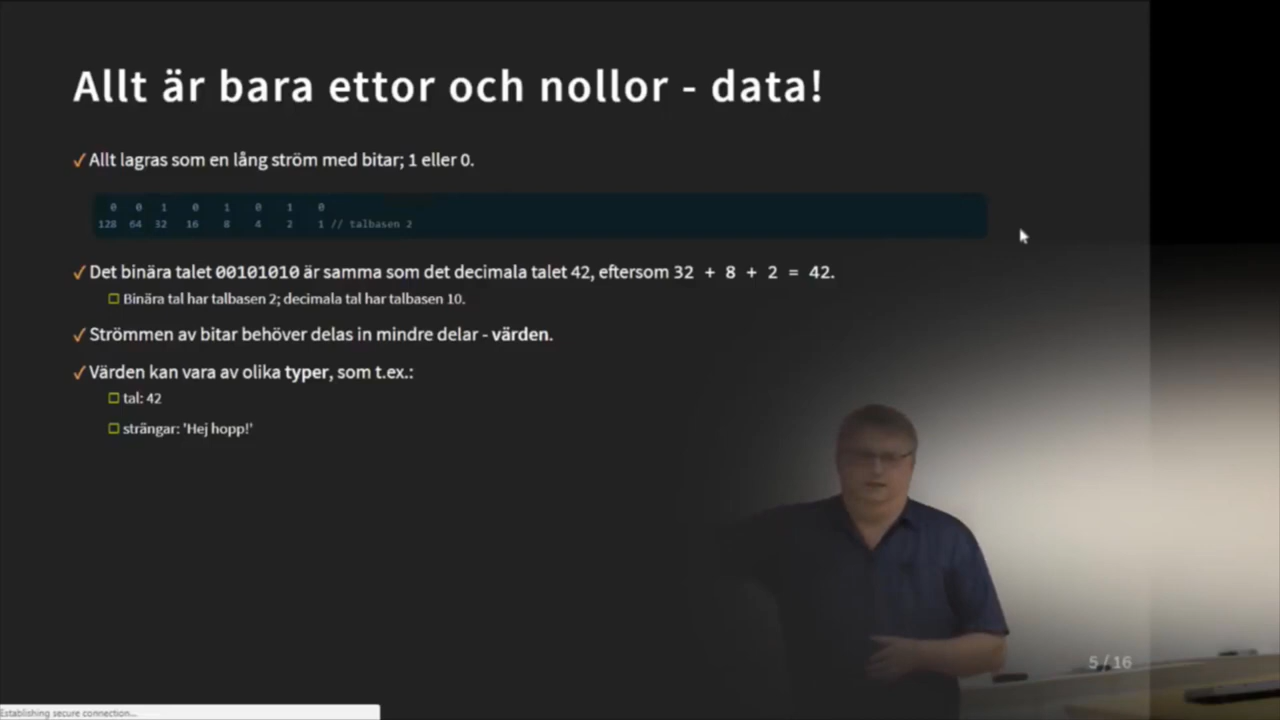 Allt är bara ettor och nollor - data!
✓ Allt lagras som en lång ström med bitar; 1 eller 0.
0 0 1 0 1 0 1 0
128 64 32 16 8 4 2 1 // talbasen 2
✓ Det binära talet 00101010 är samma som det decimala talet 42, eftersom 32 + 8 + 2 = 42.
Binära tal har talbasen 2; decimala tal har talbasen 10.
✓ Strömmen av bitar behöver delas in mindre delar - värden.
✓ Värden kan vara av olika typer, som t.ex.:
tal: 42
strängar: 'Hej hopp!'
5 / 16
Establishing secure connection...